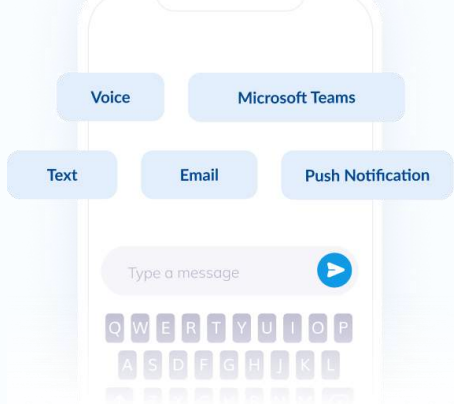 Voice
Microsoft Teams
Text
Email
Push Notification
Type a message
Q W E R T Y U I O P
A S D F G H J K L